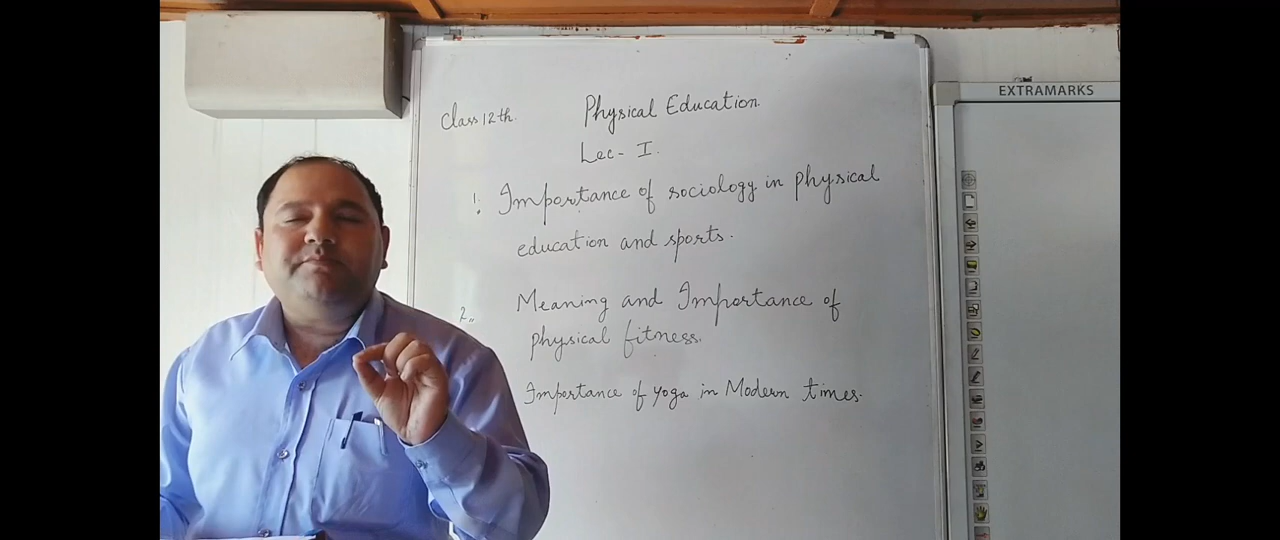 EXTRAMARKS
Class 12th. Physical Education.
Lec - I.
1. Importance of sociology in physical
education and sports.
2. Meaning and Importance of
physical fitness.
Importance of yoga in Modern times.